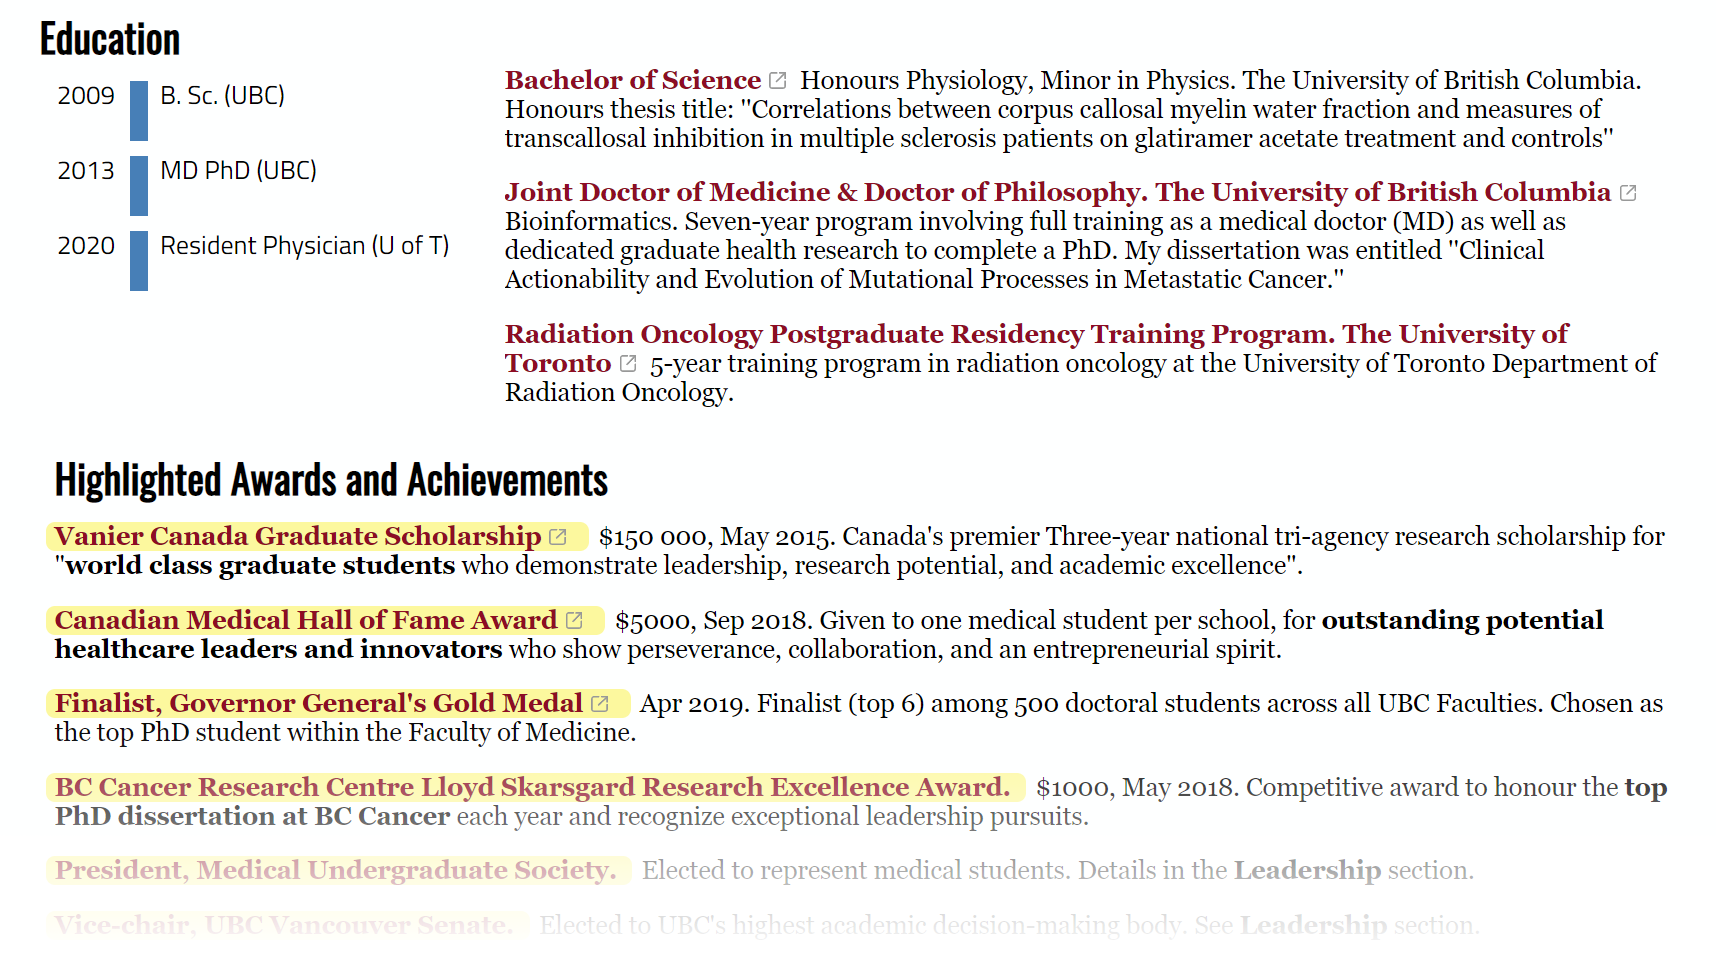 Education
2009 B. Sc. (UBC)
2013 MD PhD (UBC)
2020 Resident Physician (U of T)
Bachelor of Science Honours Physiology, Minor in Physics. The University of British Columbia.
Honours thesis title: "Correlations between corpus callosal myelin water fraction and measures of
transcallosal inhibition in multiple sclerosis patients on glatiramer acetate treatment and controls"
Joint Doctor of Medicine & Doctor of Philosophy. The University of British Columbia
Bioinformatics. Seven-year program involving full training as a medical doctor (MD) as well as
dedicated graduate health research to complete a PhD. My dissertation was entitled "Clinical
Actionability and Evolution of Mutational Processes in Metastatic Cancer."
Radiation Oncology Postgraduate Residency Training Program. The University of
Toronto 5-year training program in radiation oncology at the University of Toronto Department of
Radiation Oncology.
Highlighted Awards and Achievements
Vanier Canada Graduate Scholarship $150 000, May 2015. Canada's premier Three-year national tri-agency research scholarship for
"world class graduate students who demonstrate leadership, research potential, and academic excellence".
Canadian Medical Hall of Fame Award $5000, Sep 2018. Given to one medical student per school, for outstanding potential
healthcare leaders and innovators who show perseverance, collaboration, and an entrepreneurial spirit.
Finalist, Governor General's Gold Medal Apr 2019. Finalist (top 6) among 500 doctoral students across all UBC Faculties. Chosen as
the top PhD student within the Faculty of Medicine.
BC Cancer Research Centre Lloyd Skarsgard Research Excellence Award. $1000, May 2018. Competitive award to honour the top
PhD dissertation at BC Cancer each year and recognize exceptional leadership pursuits.
President, Medical Undergraduate Society. Elected to represent medical students. Details in the Leadership section.
Vice-chair, UBC Vancouver Senate. Elected to UBC's highest academic decision-making body. See Leadership section.